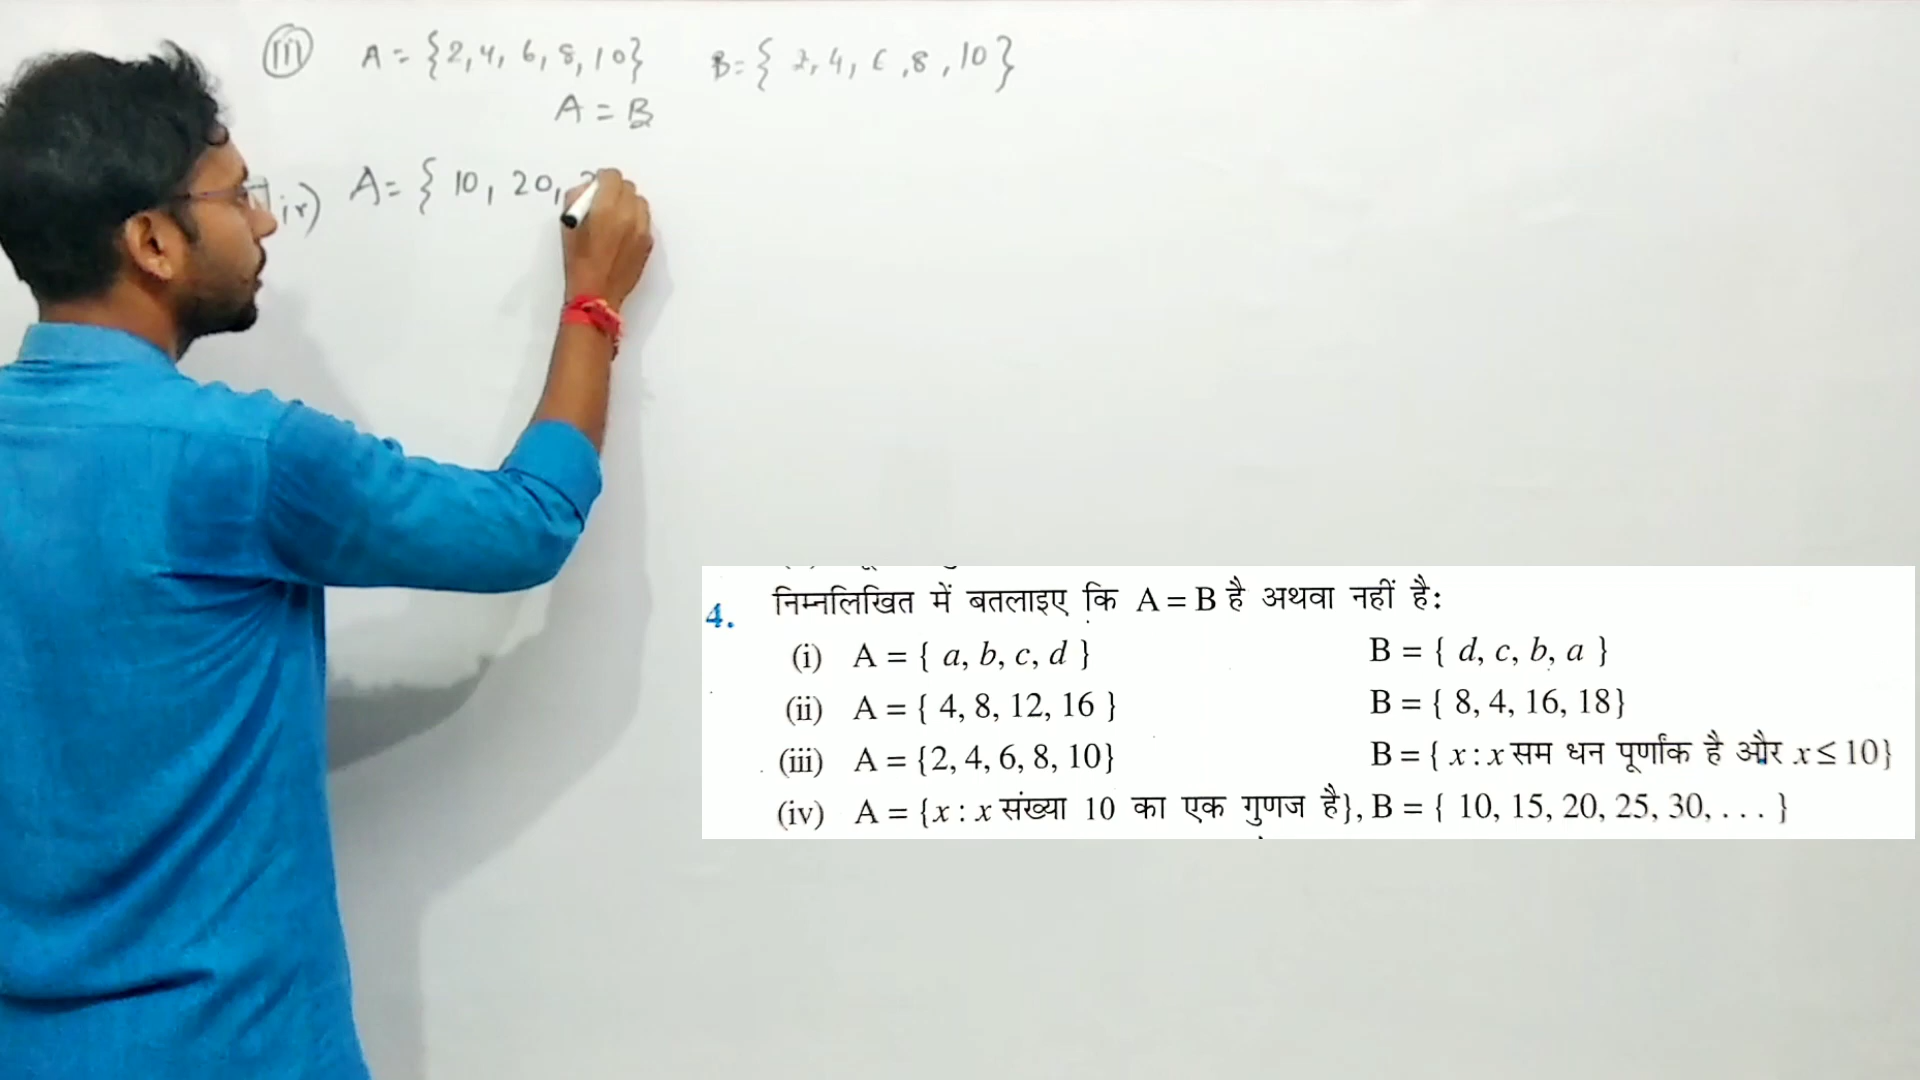 (iii) A = {2, 4, 6, 8, 10} B = { 2, 4, 6, 8, 10}
A = B
iv) A = { 10, 20,
4. निम्नलिखित में बतलाइए कि A = B है अथवा नहीं है:
(i) A = { a, b, c, d } B = { d, c, b, a }
(ii) A = { 4, 8, 12, 16 } B = { 8, 4, 16, 18}
(iii) A = {2, 4, 6, 8, 10} B = { x : x सम धन पूर्णांक है और x ≤ 10}
(iv) A = {x : x संख्या 10 का एक गुणज है}, B = { 10, 15, 20, 25, 30, . . . }